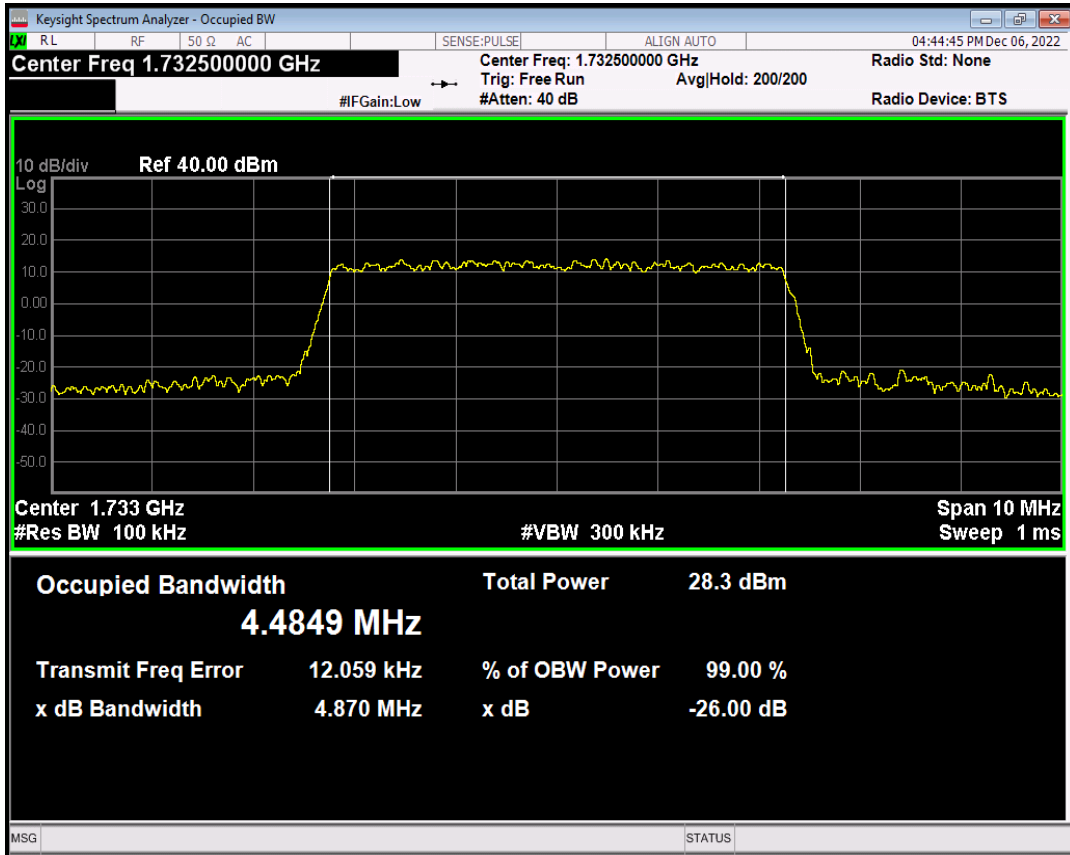 Keysight Spectrum Analyzer - Occupied BW
LXI RL RF 50 Ω AC SENSE:PULSE ALIGN AUTO 04:44:45 PM Dec 06, 2022
Center Freq 1.732500000 GHz Center Freq: 1.732500000 GHz Radio Std: None
Trig: Free Run Avg|Hold: 200/200
#IFGain:Low #Atten: 40 dB Radio Device: BTS
10 dB/div Ref 40.00 dBm
Log
30.0
20.0
10.0
0.00
-10.0
-20.0
-30.0
-40.0
-50.0
Center 1.733 GHz Span 10 MHz
#Res BW 100 kHz #VBW 300 kHz Sweep 1 ms
Occupied Bandwidth Total Power 28.3 dBm
4.4849 MHz
Transmit Freq Error 12.059 kHz % of OBW Power 99.00 %
x dB Bandwidth 4.870 MHz x dB -26.00 dB
MSG STATUS